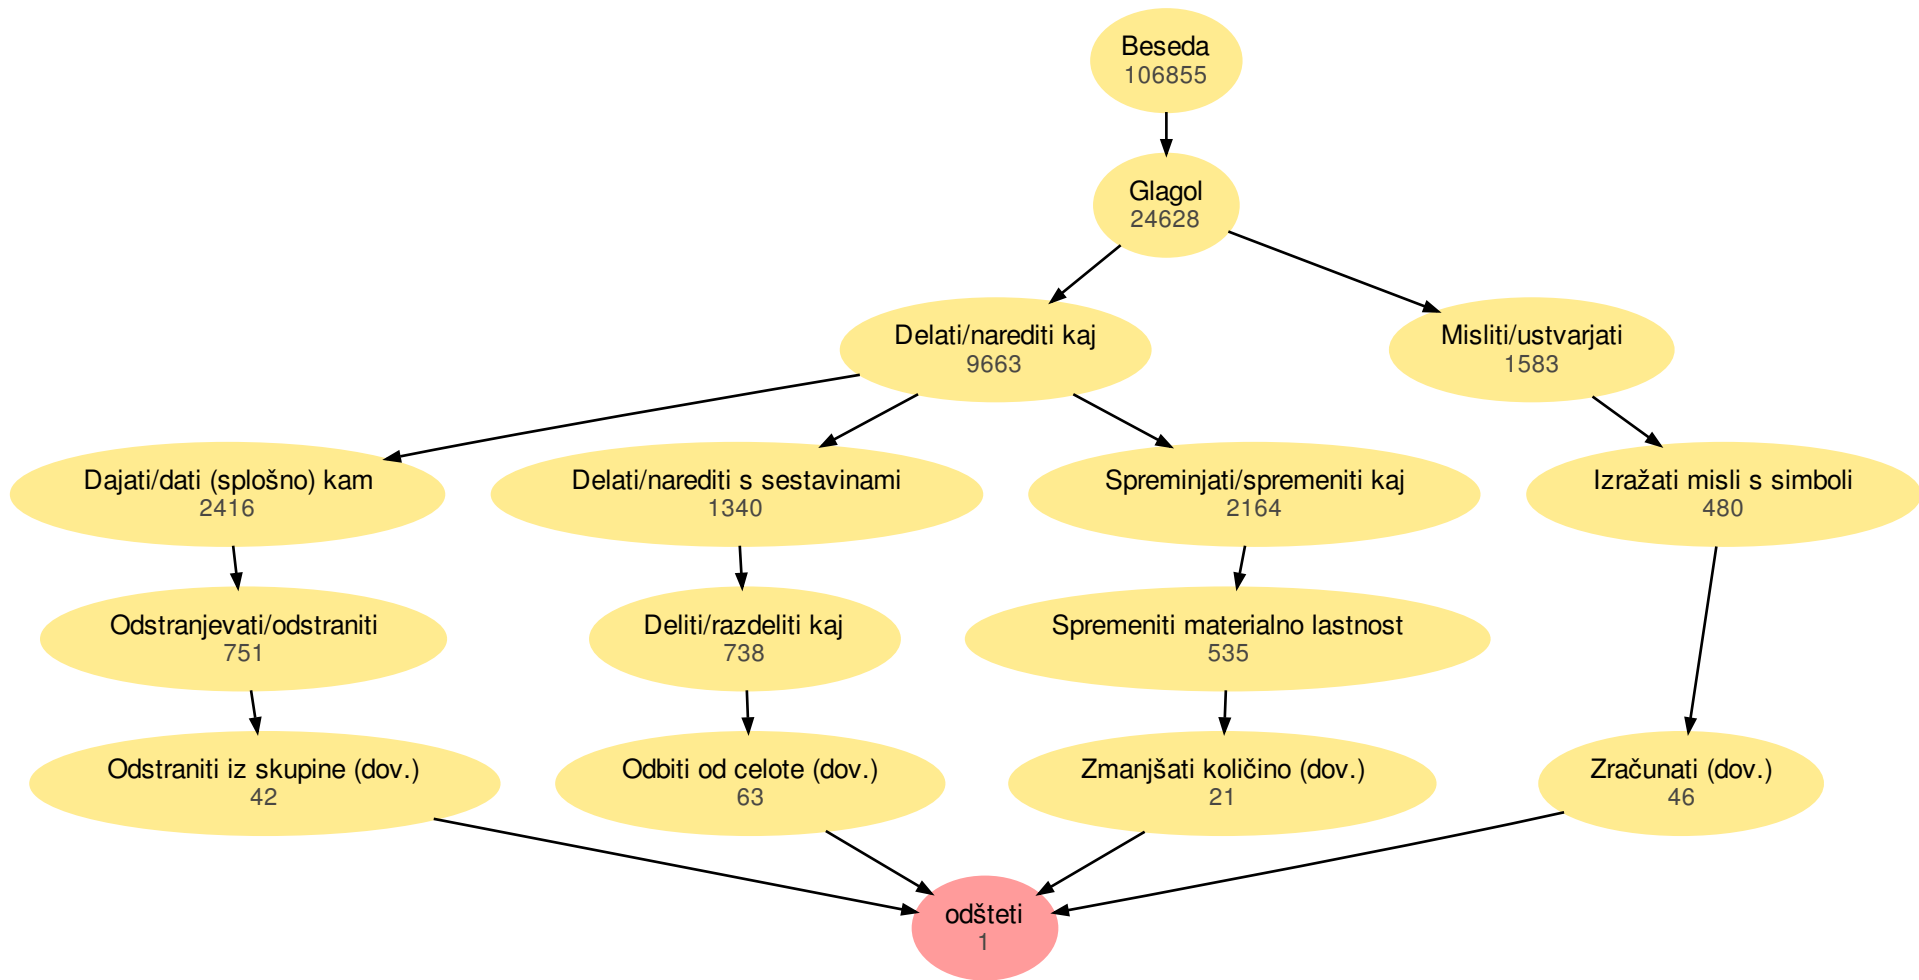 Beseda
106855
Glagol
24628
Delati/narediti kaj
9663
Misliti/ustvarjati
1583
Dajati/dati (splošno) kam
2416
Delati/narediti s sestavinami
1340
Spreminjati/spremeniti kaj
2164
Izražati misli s simboli
480
Odstranjevati/odstraniti
751
Deliti/razdeliti kaj
738
Spremeniti materialno lastnost
535
Odstraniti iz skupine (dov.)
42
Odbiti od celote (dov.)
63
Zmanjšati količino (dov.)
21
Zračunati (dov.)
46
odšteti
1